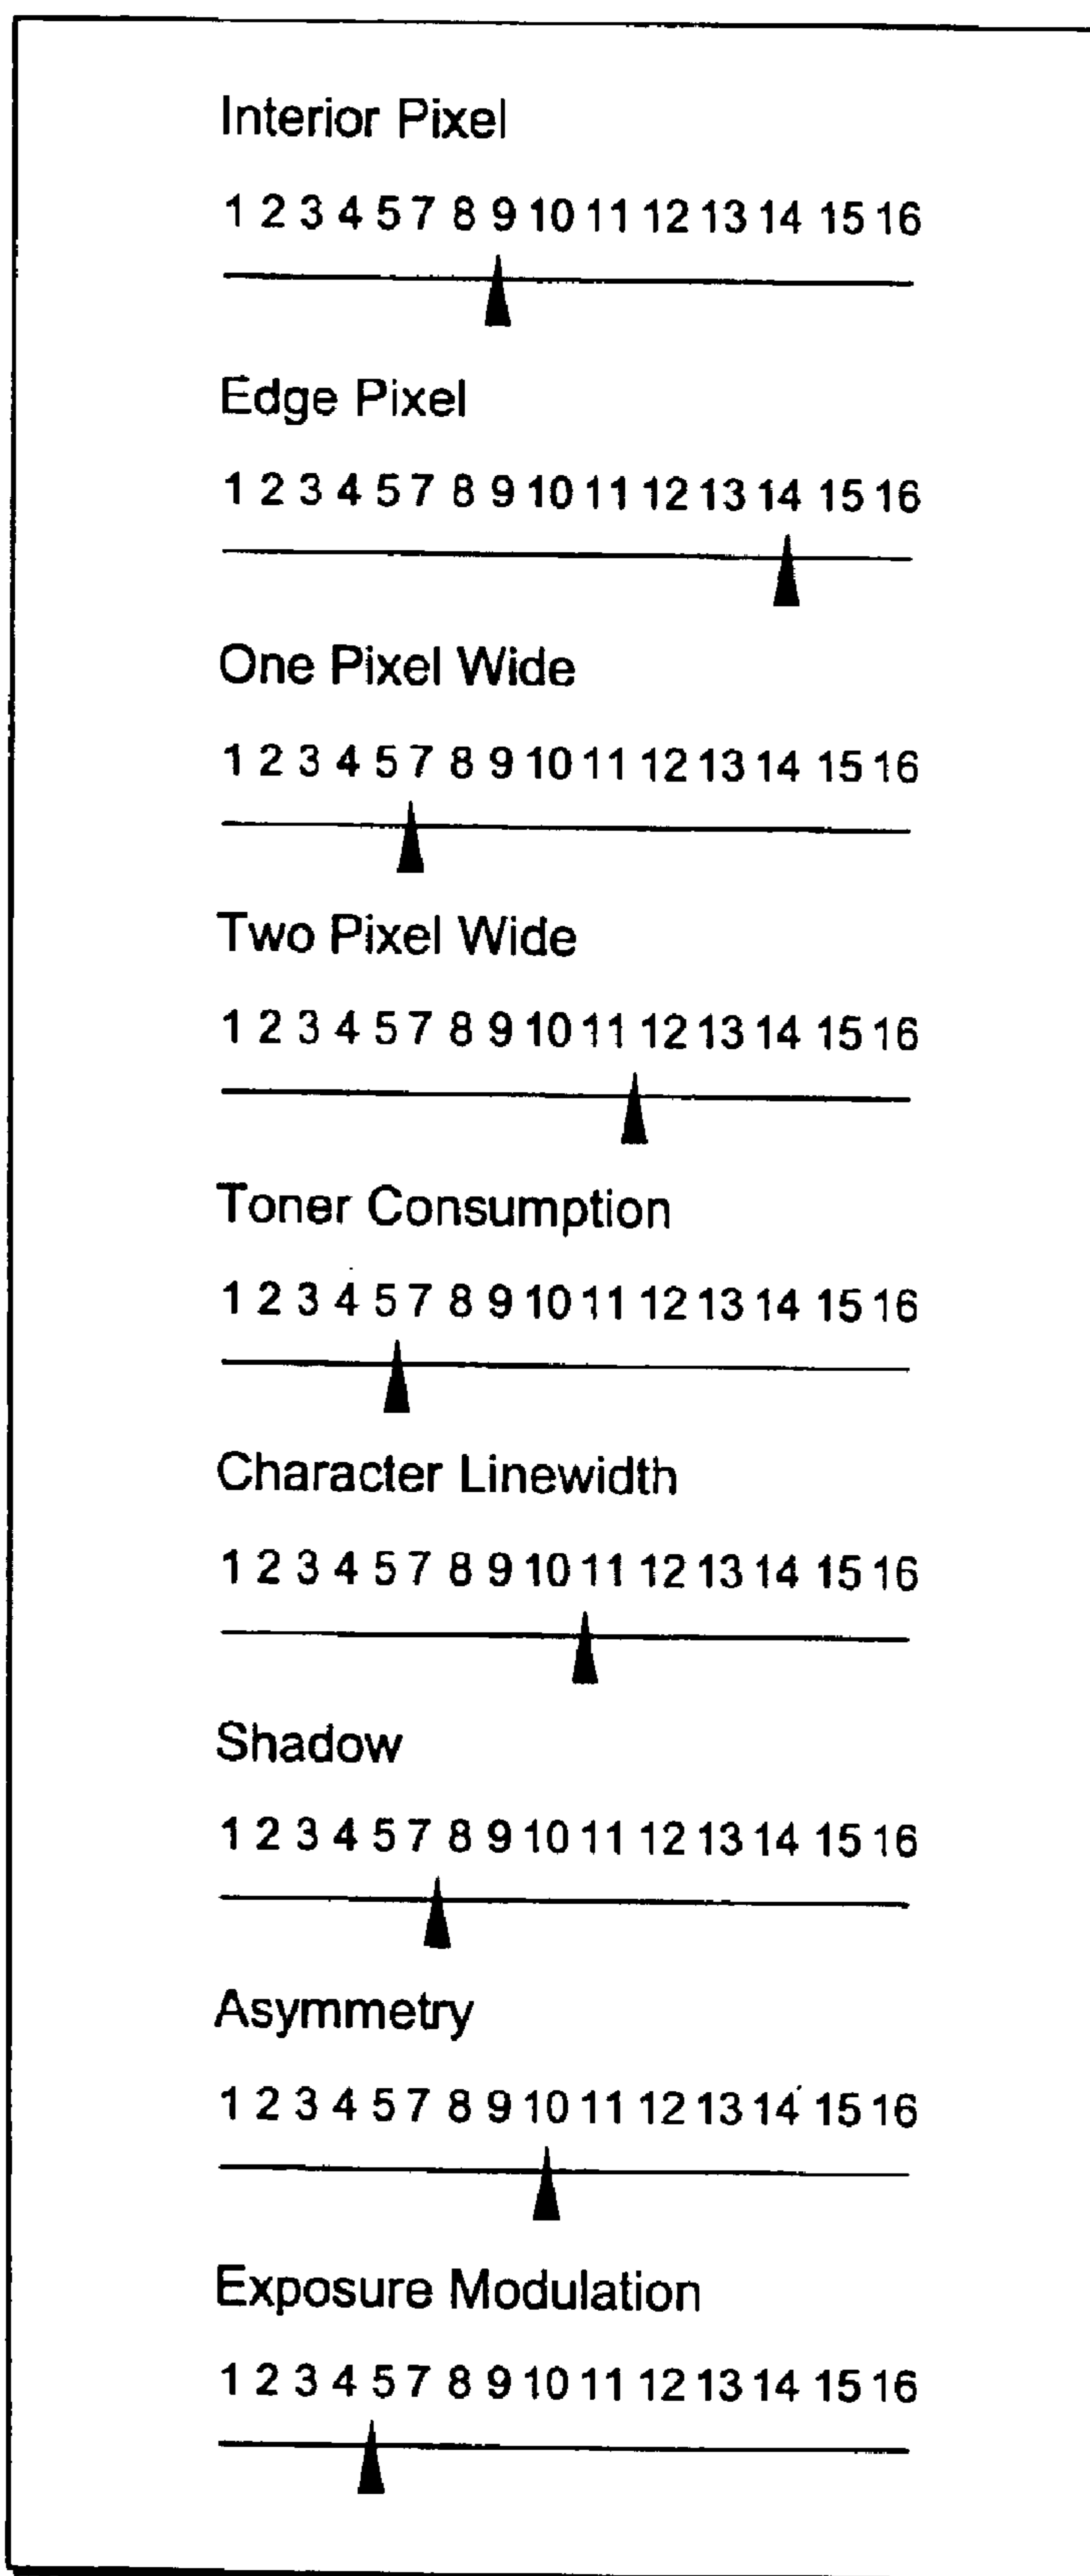 Interior Pixel
1 2 3 4 5 7 8 9 10 11 12 13 14 15 16
Edge Pixel
1 2 3 4 5 7 8 9 10 11 12 13 14 15 16
One Pixel Wide
1 2 3 4 5 7 8 9 10 11 12 13 14 15 16
Two Pixel Wide
1 2 3 4 5 7 8 9 10 11 12 13 14 15 16
Toner Consumption
1 2 3 4 5 7 8 9 10 11 12 13 14 15 16
Character Linewidth
1 2 3 4 5 7 8 9 10 11 12 13 14 15 16
Shadow
1 2 3 4 5 7 8 9 10 11 12 13 14 15 16
Asymmetry
1 2 3 4 5 7 8 9 10 11 12 13 14 15 16
Exposure Modulation
1 2 3 4 5 7 8 9 10 11 12 13 14 15 16